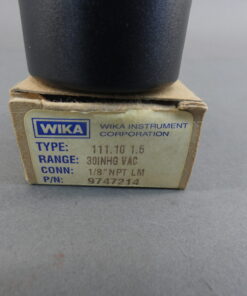 WIKA WIKA INSTRUMENT
CORPORATION
TYPE: 111.10 1.5
RANGE: 30INHG VAC
CONN: 1/8"NPT LM
P/N: 9747214